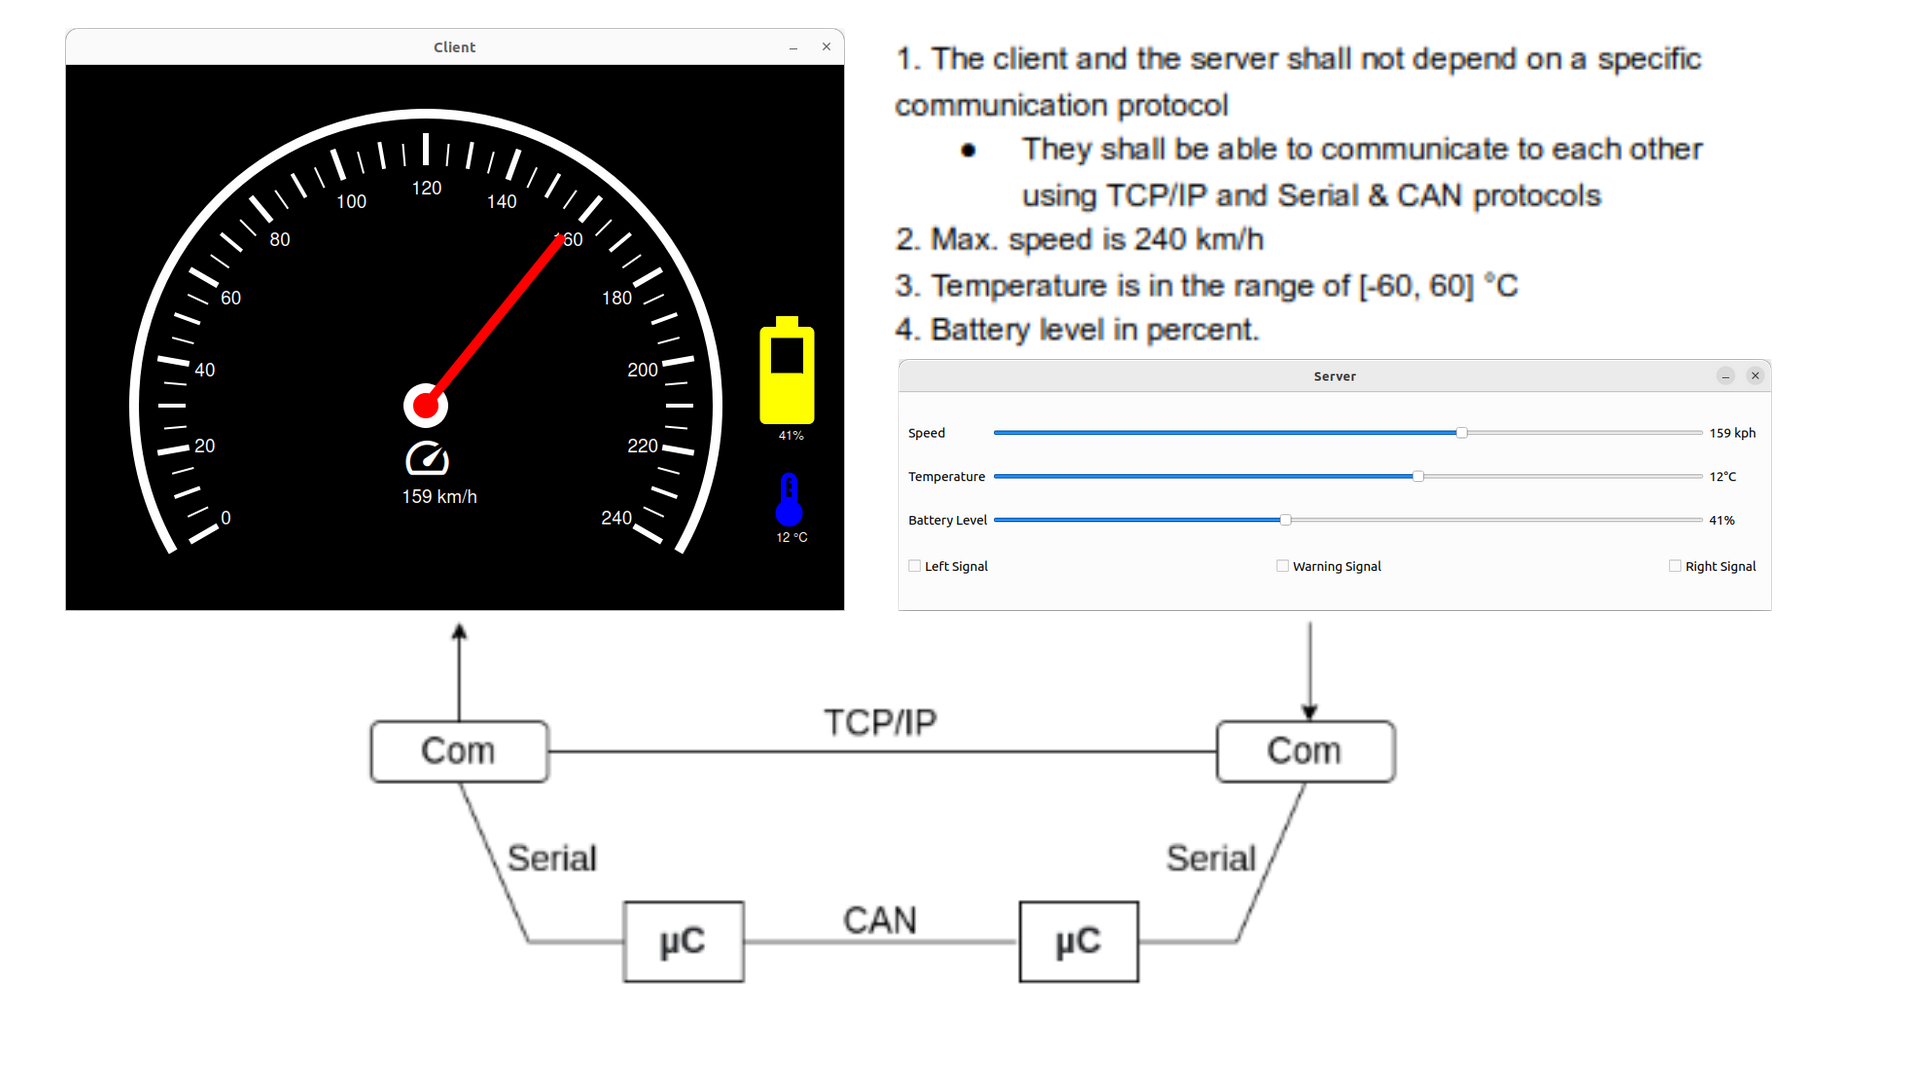 Client
1. The client and the server shall not depend on a specific
communication protocol
● They shall be able to communicate to each other
using TCP/IP and Serial & CAN protocols
2. Max. speed is 240 km/h
3. Temperature is in the range of [-60, 60] °C
4. Battery level in percent.
0
20
40
60
80
100
120
140
160
180
200
220
240
159 km/h
41%
12 °C
Server
Speed 159 kph
Temperature 12°C
Battery Level 41%
Left Signal Warning Signal Right Signal
TCP/IP
Com Com
Serial Serial
CAN
µC µC